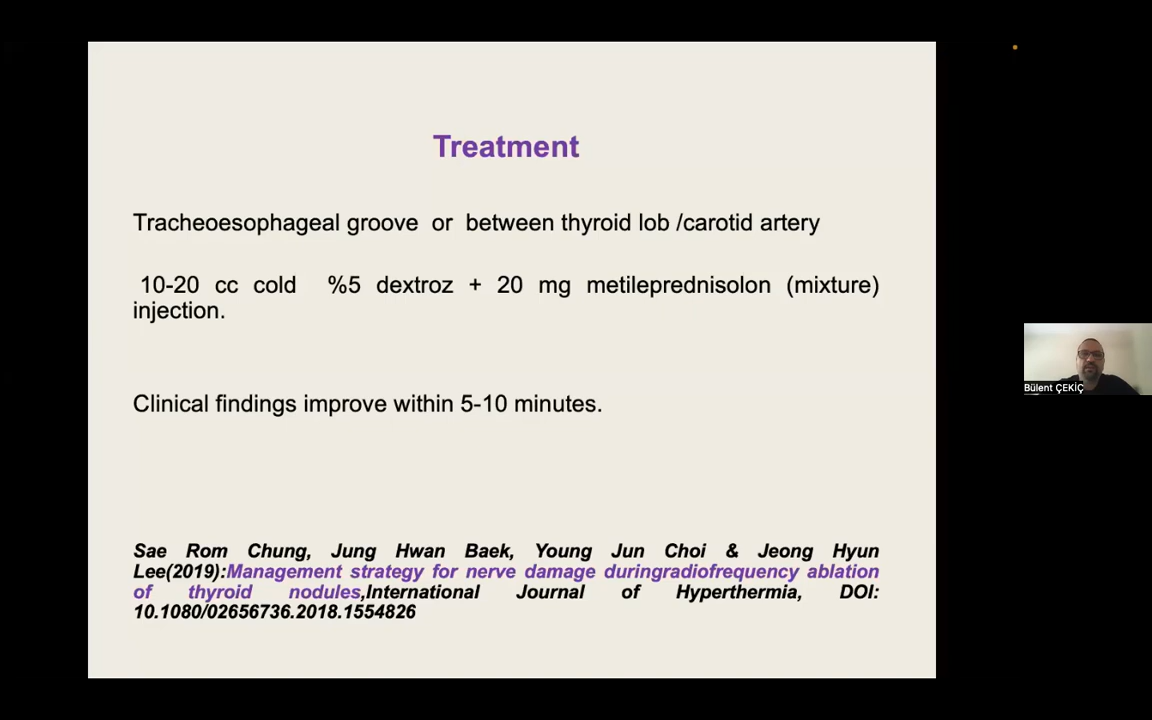 Treatment
Tracheoesophageal groove or between thyroid lob /carotid artery
10-20 cc cold %5 dextroz + 20 mg metileprednisolon (mixture)
injection.
Clinical findings improve within 5-10 minutes.
Sae Rom Chung, Jung Hwan Baek, Young Jun Choi & Jeong Hyun
Lee(2019):Management strategy for nerve damage duringradiofrequency ablation
of thyroid nodules,International Journal of Hyperthermia, DOI:
10.1080/02656736.2018.1554826
Bülent ÇEKİÇ